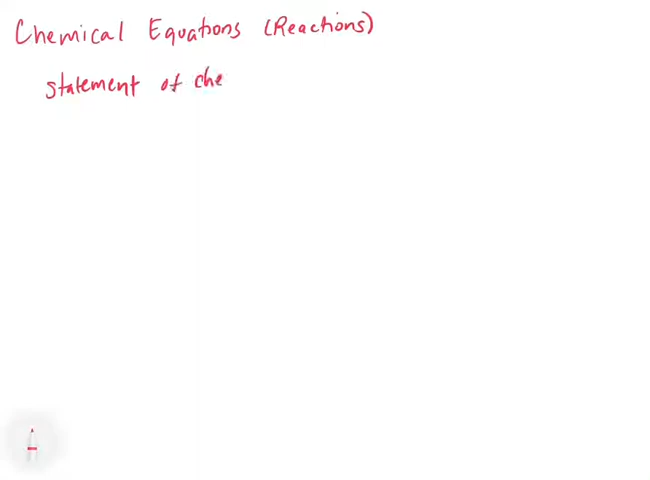 Chemical Equations (Reactions)
statement of che